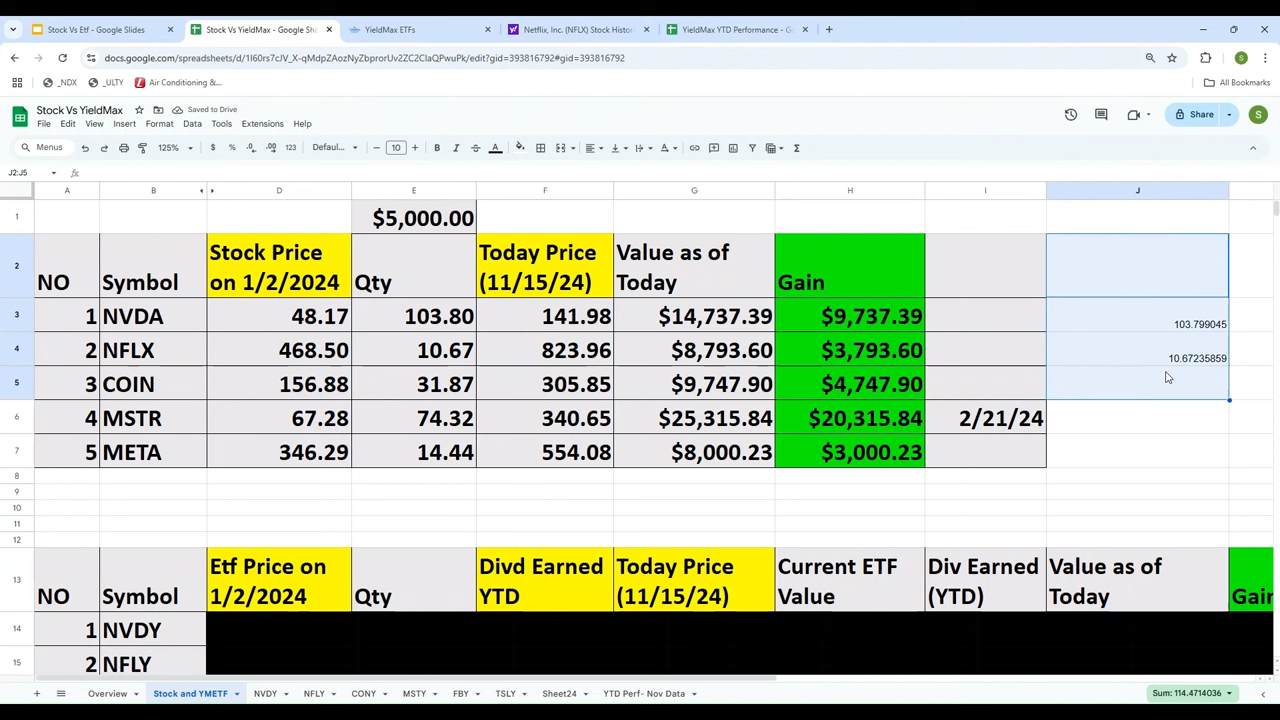 Stock Vs Etf - Google Slides
Stock Vs YieldMax - Google She
YieldMax ETFs
Netflix, Inc. (NFLX) Stock Histor
YieldMax YTD Performance - Go
docs.google.com/spreadsheets/d/1I60rs7cJV_X-qMdpZAozNyZbprorUv2ZC2ClaQPwuPk/edit?gid=393816792#gid=393816792
S
_NDX
_ULTY
Air Conditioning &...
All Bookmarks
Stock Vs YieldMax
Saved to Drive
File Edit View Insert Format Data Tools Extensions Help
Share
S
Menus
125%
$ % .0 .00 123
Defaul...
10
B I A
J2:J5
fx
A B D E F G H I J
1 $5,000.00
2 NO Symbol Stock Price on 1/2/2024 Qty Today Price (11/15/24) Value as of Today Gain
3 1 NVDA 48.17 103.80 141.98 $14,737.39 $9,737.39 103.799045
4 2 NFLX 468.50 10.67 823.96 $8,793.60 $3,793.60 10.67235859
5 3 COIN 156.88 31.87 305.85 $9,747.90 $4,747.90
6 4 MSTR 67.28 74.32 340.65 $25,315.84 $20,315.84 2/21/24
7 5 META 346.29 14.44 554.08 $8,000.23 $3,000.23
8
9
10
11
12
13 NO Symbol Etf Price on 1/2/2024 Qty Divd Earned YTD Today Price (11/15/24) Current ETF Value Div Earned (YTD) Value as of Today Gain
14 1 NVDY
15 2 NFLY
Overview
Stock and YMETF
NVDY
NFLY
CONY
MSTY
FBY
TSLY
Sheet24
YTD Perf- Nov Data
Sum: 114.4714036